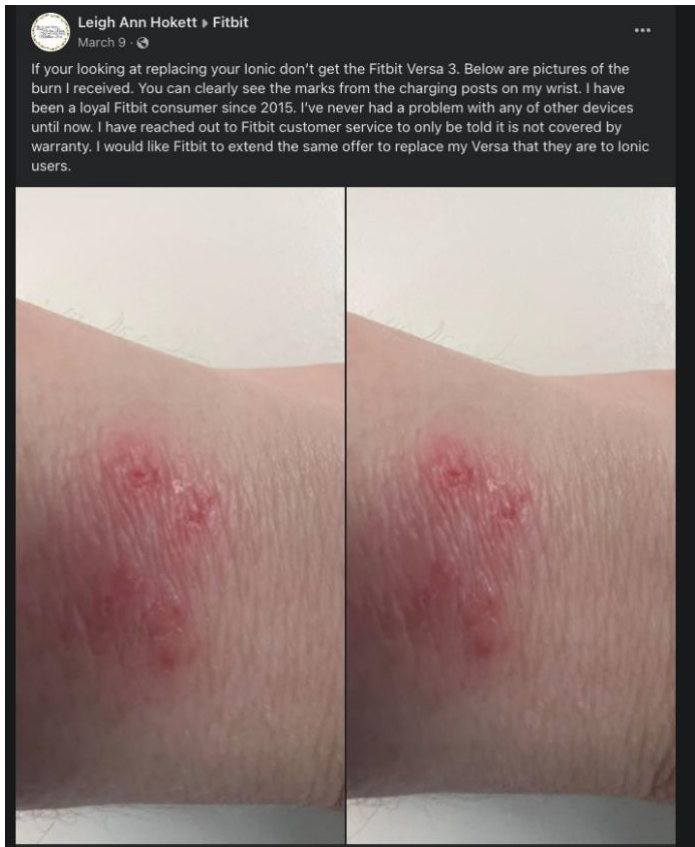 Leigh Ann Hokett ▸ Fitbit
March 9 ·
If your looking at replacing your Ionic don't get the Fitbit Versa 3. Below are pictures of the
burn I received. You can clearly see the marks from the charging posts on my wrist. I have
been a loyal Fitbit consumer since 2015. I've never had a problem with any of other devices
until now. I have reached out to Fitbit customer service to only be told it is not covered by
warranty. I would like Fitbit to extend the same offer to replace my Versa that they are to Ionic
users.